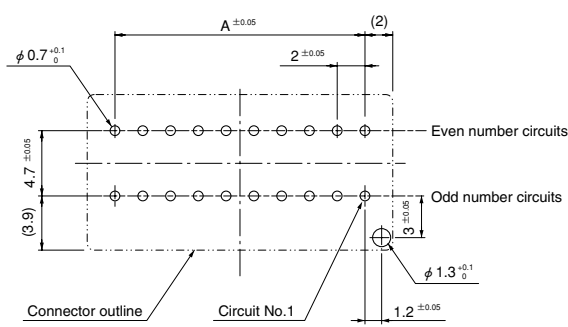 A ±0.05
(2)
φ 0.7 +0.1 0
2 ±0.05
Even number circuits
4.7 ±0.05
Odd number circuits
(3.9)
3 ±0.05
φ 1.3 +0.1 0
Connector outline
Circuit No.1
1.2 ±0.05